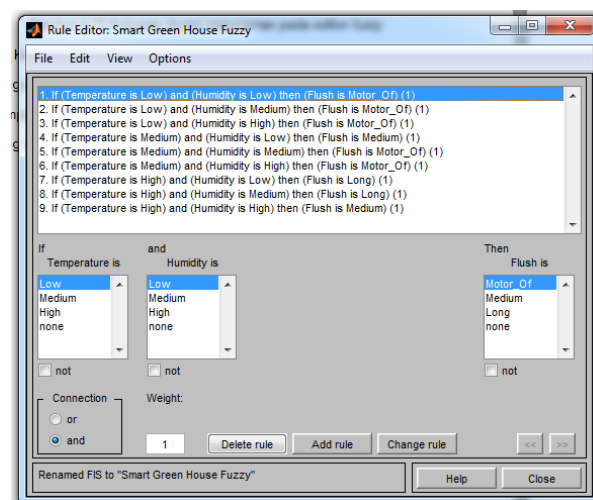 Rule Editor: Smart Green House Fuzzy
File Edit View Options
1. If (Temperature is Low) and (Humidity is Low) then (Flush is Motor_Of) (1)
2. If (Temperature is Low) and (Humidity is Medium) then (Flush is Motor_Of) (1)
3. If (Temperature is Low) and (Humidity is High) then (Flush is Motor_Of) (1)
4. If (Temperature is Medium) and (Humidity is Low) then (Flush is Medium) (1)
5. If (Temperature is Medium) and (Humidity is Medium) then (Flush is Motor_Of) (1)
6. If (Temperature is Medium) and (Humidity is High) then (Flush is Motor_Of) (1)
7. If (Temperature is High) and (Humidity is Low) then (Flush is Long) (1)
8. If (Temperature is High) and (Humidity is Medium) then (Flush is Long) (1)
9. If (Temperature is High) and (Humidity is High) then (Flush is Medium) (1)
If and Then
Temperature is Humidity is Flush is
Low Low Motor_Of
Medium Medium Medium
High High Long
none none none
not not not
Connection Weight:
or
and 1 Delete rule Add rule Change rule << >>
Renamed FIS to "Smart Green House Fuzzy" Help Close